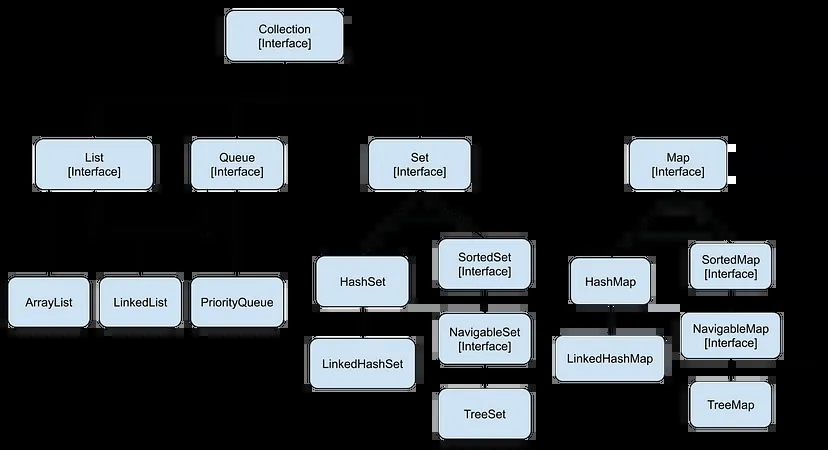 Collection
[Interface]
List
[Interface]
Queue
[Interface]
Set
[Interface]
Map
[Interface]
ArrayList
LinkedList
PriorityQueue
HashSet
SortedSet
[Interface]
HashMap
SortedMap
[Interface]
NavigableSet
[Interface]
NavigableMap
[Interface]
LinkedHashSet
LinkedHashMap
TreeSet
TreeMap